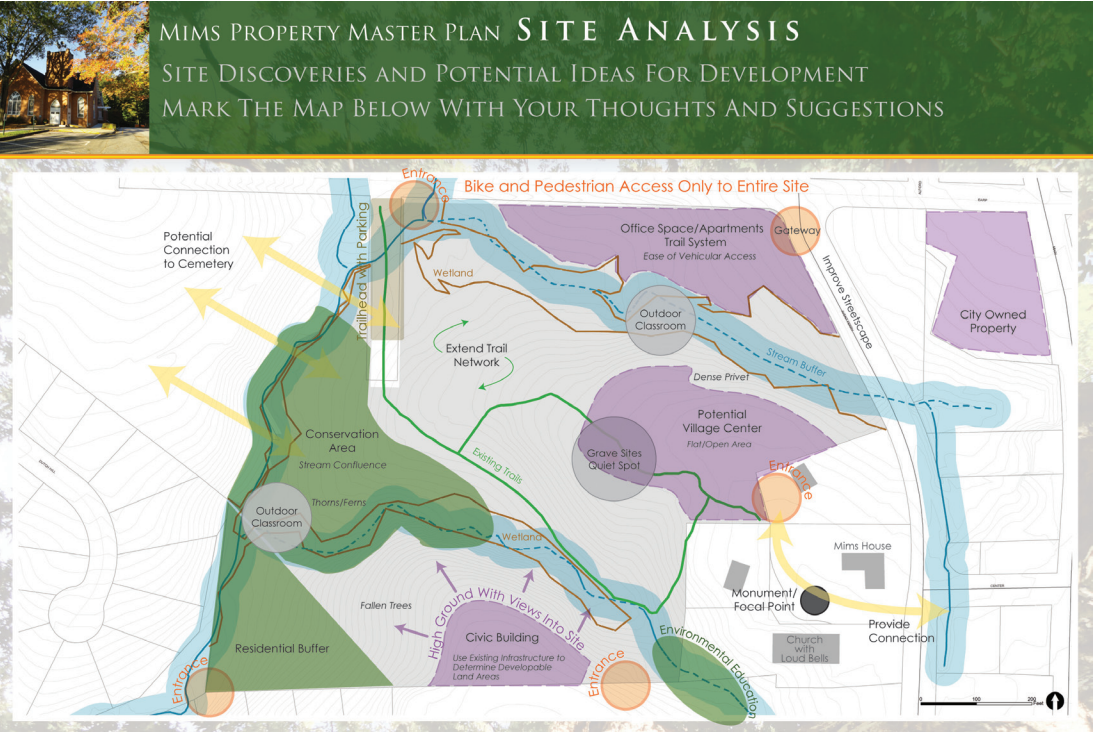 Mims Property Master Plan Site Analysis
Site Discoveries and Potential Ideas For Development
Mark The Map Below With Your Thoughts And Suggestions
Entrance
Bike and Pedestrian Access Only to Entire Site
Gateway
Potential
Connection
to Cemetery
Trailhead with Parking
Wetland
Office Space/Apartments
Trail System
Ease of Vehicular Access
Improve Streetscape
City Owned
Property
Outdoor
Classroom
Extend Trail
Network
Stream Buffer
Dense Privet
Potential
Village Center
Flat/Open Area
Conservation
Area
Stream Confluence
Existing Trails
Grave Sites
Quiet Spot
Entrance
Thorns/Ferns
Outdoor
Classroom
Wetland
Mims House
High Ground With Views Into Site
Monument/
Focal Point
Fallen Trees
Provide
Connection
Civic Building
Use Existing Infrastructure to
Determine Developable
Land Areas
Church
with
Loud Bells
Residential Buffer
Environmental Education
Entrance
Entrance
0 100 200
Feet